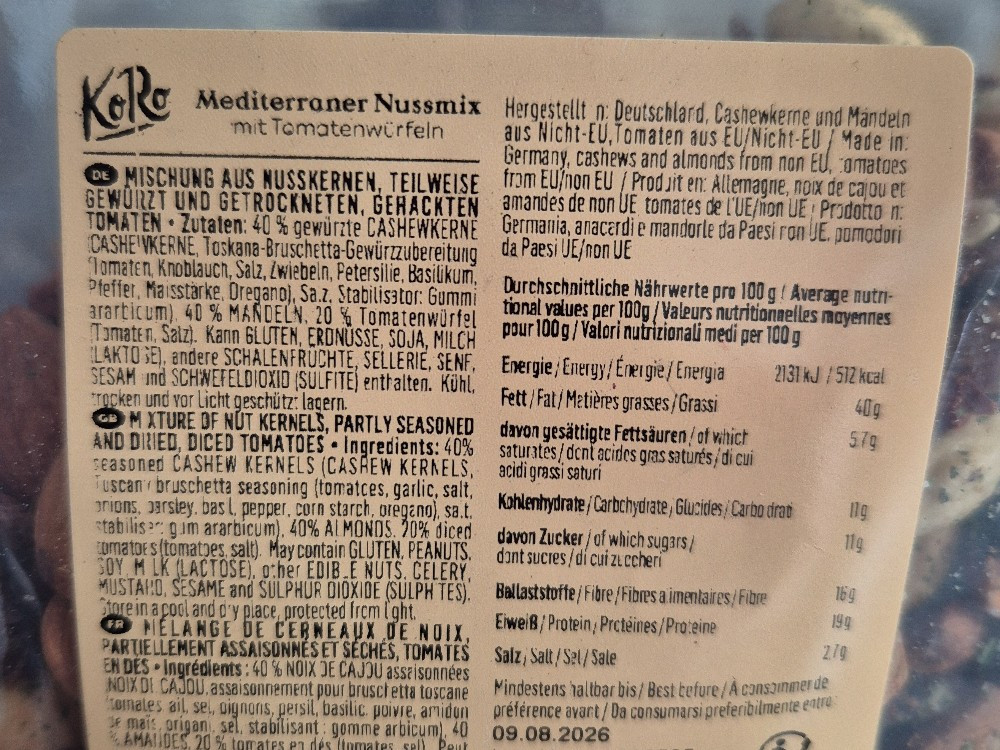 KoRo
Mediterraner Nussmix
mit Tomatenwürfeln
DE MISCHUNG AUS NUSSKERNEN, TEILWEISE
GEWÜRZT UND GETROCKNETEN, GEHACKTEN
TOMATEN • Zutaten: 40 % gewürzte CASHEWKERNE
(CASHEWKERNE, Toskana-Bruschetta-Gewürzzubereitung
(Tomaten, Knoblauch, Salz, Zwiebeln, Petersilie, Basilikum,
Pfeffer, Maisstärke, Oregano), Salz, Stabilisator: Gummi
ararbticum), 40 % MANDELN, 20 % Tomatenwürfel
(Tomaten, Salz). Kann GLUTEN, ERDNÜSSE, SOJA, MILCH
(LAKTOSE), andere SCHALENFRÜCHTE, SELLERIE, SENF,
SESAM und SCHWEFELDIOXID (SULFITE) enthalten. Kühl,
trocken und vor Licht geschützt lagern.
GB MIXTURE OF NUT KERNELS, PARTLY SEASONED
AND DRIED, DICED TOMATOES • Ingredients: 40%
seasoned CASHEW KERNELS (CASHEW KERNELS,
Tuscany bruschetta seasoning (tomatoes, garlic, salt,
onions, parsley, basil, pepper, corn starch, oregano), salt,
stabiliser: gum ararbicum), 40% ALMONDS, 20% diced
tomatoes (tomatoes, salt). May contain GLUTEN, PEANUTS,
SOY, MILK (LACTOSE), other EDIBLE NUTS, CELERY,
MUSTARD, SESAME and SULPHUR DIOXIDE (SULPHITES).
Store in a cool and dry place, protected from light.
FR MÉLANGE DE CERNEAUX DE NOIX,
PARTIELLEMENT ASSAISONNÉS ET SÉCHÉS, TOMATES
EN DÉS • Ingrédients : 40 % NOIX DE CAJOU assaisonnées
(NOIX DE CAJOU, assaisonnement pour bruschetta toscane
(tomates, ail, sel, oignons, persil, basilic, poivre, amidon
de maïs, origan), sel, stabilisant : gomme arbicum), 40
% AMANDES, 20 % tomates en dés (tomates, sel). Peut
Hergestellt in: Deutschland, Cashewkerne und Mandeln
aus Nicht-EU, Tomaten aus EU/Nicht-EU / Made in:
Germany, cashews and almonds from non EU, tomatoes
from EU/non EU / Produit en: Allemagne, noix de cajou et
amandes de non UE tomates de l'UE/non UE / Prodotto in:
Germania, anacardi e mandorle da Paesi non UE, pomodori
da Paesi UE/non UE
Durchschnittliche Nährwerte pro 100 g / Average nutri-
tional values per 100g / Valeurs nutritionnelles moyennes
pour 100 g / Valori nutrizionali medi per 100 g
Energie / Energy / Énergie / Energia 2131 kJ / 512 kcal
Fett / Fat / Matières grasses / Grassi 40 g
davon gesättigte Fettsäuren / of which 5,7 g
saturates / dont acides gras saturés / di cui
acidi grassi saturi
Kohlenhydrate / Carbohydrate / Glucides / Carboidrati 11 g
davon Zucker / of which sugars / 11 g
dont sucres / di cui zuccheri
Ballaststoffe / Fibre / Fibres alimentaires / Fibre 16 g
Eiweiß / Protein / Protéines / Proteine 19 g
Salz / Salt / Sel / Sale
Mindestens haltbar bis / Best before / À consommer de
préférence avant / Da consumarsi preferibilmente entro:
09.08.2026